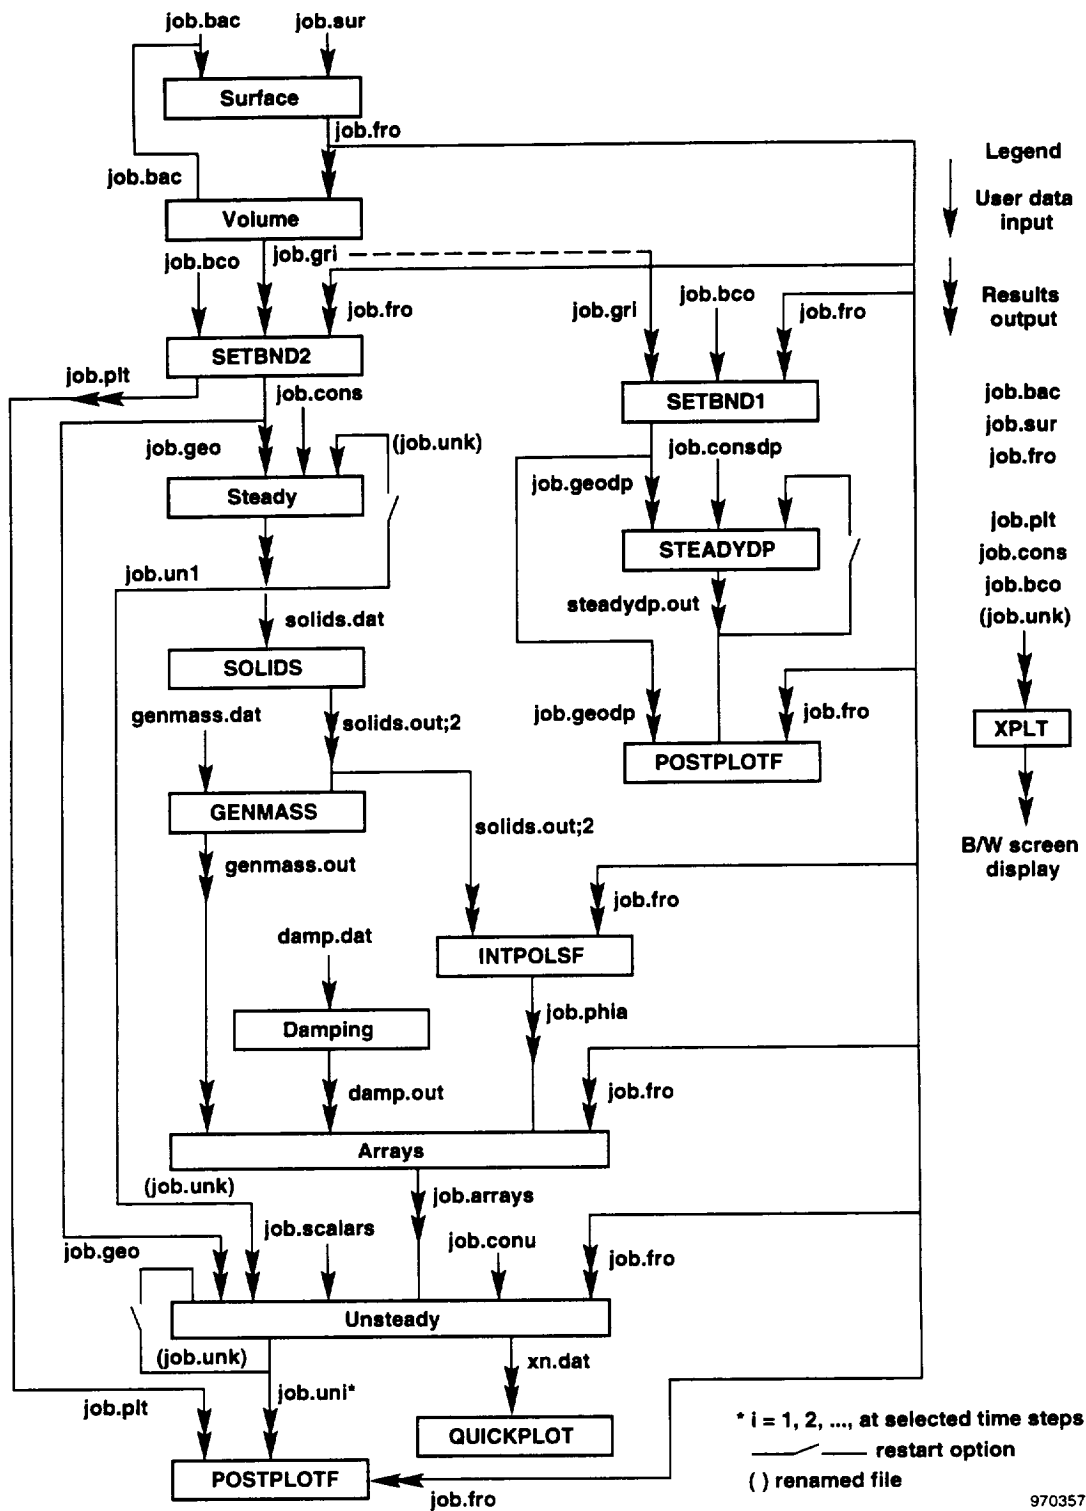 job.bac
job.sur
Surface
job.fro
job.bac
Volume
job.gri
job.bco
job.fro
SETBND2
job.plt
job.cons
job.geo
(job.unk)
Steady
job.un1
solids.dat
SOLIDS
genmass.dat
solids.out;2
GENMASS
genmass.out
solids.out;2
job.fro
INTPOLSF
damp.dat
Damping
job.phia
damp.out
job.fro
Arrays
(job.unk)
job.arrays
job.scalars
job.conu
job.geo
job.fro
Unsteady
(job.unk)
xn.dat
job.uni*
job.plt
QUICKPLOT
POSTPLOTF
job.fro
job.gri
job.bco
job.fro
SETBND1
job.consdp
job.geodp
STEADYDP
steadydp.out
job.geodp
job.fro
POSTPLOTF
Legend
User data
input
Results
output
job.bac
job.sur
job.fro
job.plt
job.cons
job.bco
(job.unk)
XPLT
B/W screen
display
* i = 1, 2, ..., at selected time steps
restart option
( ) renamed file
970357